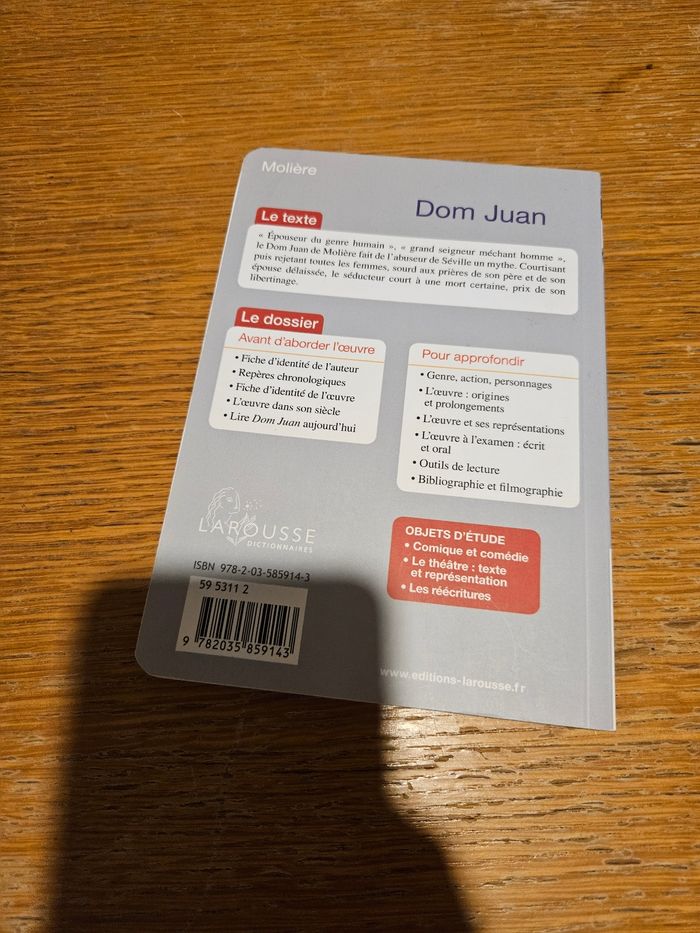 Molière
Dom Juan
Le texte
« Épouseur du genre humain », « grand seigneur méchant homme »,
le Dom Juan de Molière fait de l'abuseur de Séville un mythe. Courtisant
puis rejetant toutes les femmes, sourd aux prières de son père et de son
épouse délaissée, le séducteur court à une mort certaine, prix de son
libertinage.
Le dossier
Avant d'aborder l'œuvre
• Fiche d'identité de l'auteur
• Repères chronologiques
• Fiche d'identité de l'œuvre
• L'œuvre dans son siècle
• Lire Dom Juan aujourd'hui
Pour approfondir
• Genre, action, personnages
• L'œuvre : origines
et prolongements
• L'œuvre et ses représentations
• L'œuvre à l'examen : écrit
et oral
• Outils de lecture
• Bibliographie et filmographie
LAROUSSE
DICTIONNAIRES
OBJETS D'ÉTUDE
• Comique et comédie
• Le théâtre : texte
et représentation
• Les réécritures
ISBN 978-2-03-585914-3
59 5311 2
9 782035 859143
www.editions-larousse.fr